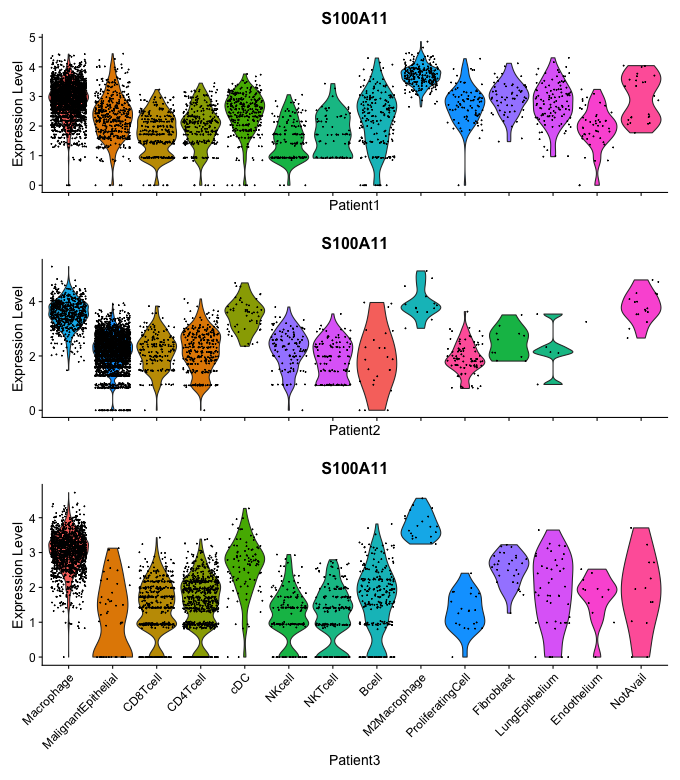 S100A11
5
4
3
2
1
0
Expression Level
Patient1
S100A11
4
2
0
Expression Level
Patient2
S100A11
4
3
2
1
0
Expression Level
Macrophage
MalignantEpithelial
CD8Tcell
CD4Tcell
cDC
NKcell
NKTcell
Bcell
M2Macrophage
ProliferatingCell
Fibroblast
LungEpithelium
Endothelium
NotAvail
Patient3